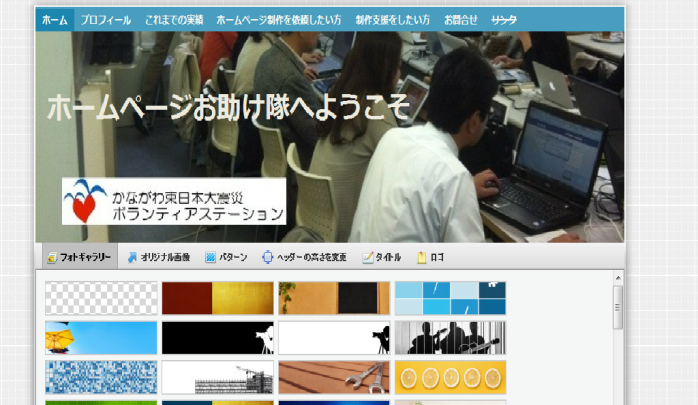 ホーム プロフィール これまでの実績 ホームページ制作を依頼したい方 制作支援をしたい方 お問合せ サンタ
ホームページお助け隊へようこそ
かながわ東日本大震災
ボランティアステーション
フォトギャラリー オリジナル画像 パターン ヘッダーの高さを変更 タイトル ロゴ